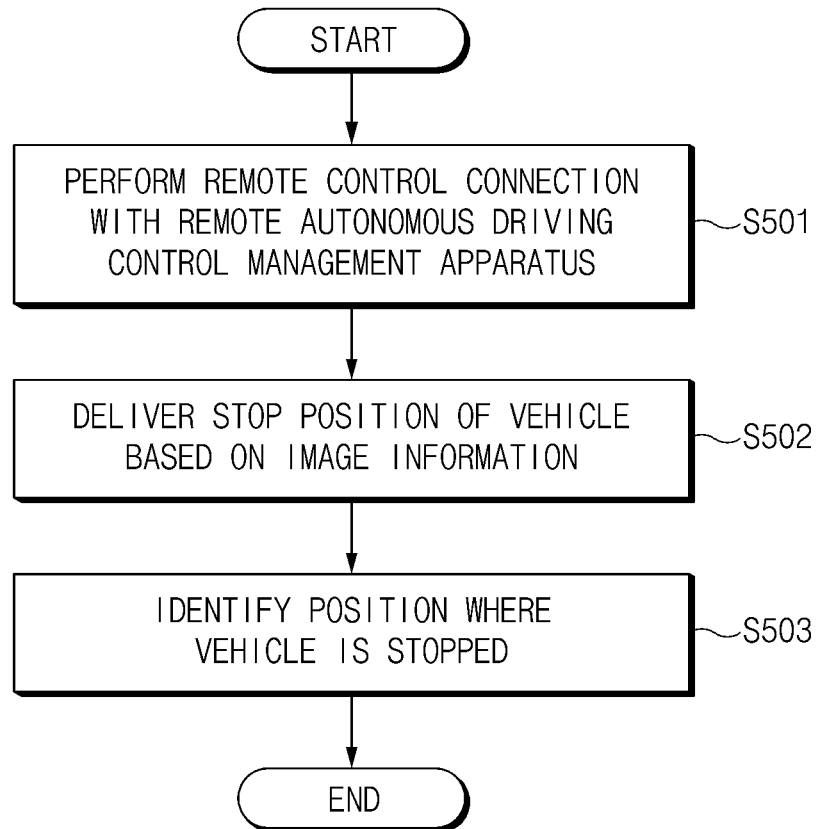 START
PERFORM REMOTE CONTROL CONNECTION
WITH REMOTE AUTONOMOUS DRIVING
CONTROL MANAGEMENT APPARATUS
S501
DELIVER STOP POSITION OF VEHICLE
BASED ON IMAGE INFORMATION
S502
IDENTIFY POSITION WHERE
VEHICLE IS STOPPED
S503
END